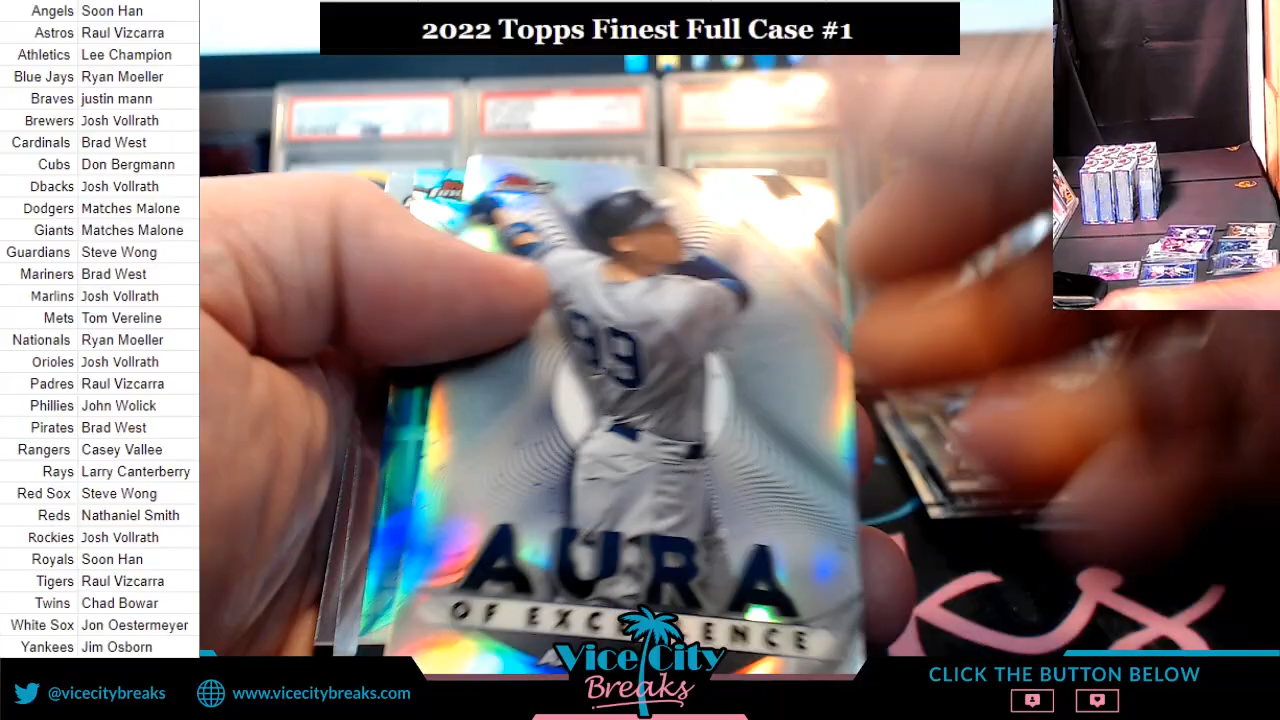 2022 Topps Finest Full Case #1
Angels Soon Han
Astros Raul Vizcarra
Athletics Lee Champion
Blue Jays Ryan Moeller
Braves justin mann
Brewers Josh Vollrath
Cardinals Brad West
Cubs Don Bergmann
Dbacks Josh Vollrath
Dodgers Matches Malone
Giants Matches Malone
Guardians Steve Wong
Mariners Brad West
Marlins Josh Vollrath
Mets Tom Vereline
Nationals Ryan Moeller
Orioles Josh Vollrath
Padres Raul Vizcarra
Phillies John Wolick
Pirates Brad West
Rangers Casey Vallee
Rays Larry Canterberry
Red Sox Steve Wong
Reds Nathaniel Smith
Rockies Josh Vollrath
Royals Soon Han
Tigers Raul Vizcarra
Twins Chad Bowar
White Sox Jon Oestermeyer
Yankees Jim Osborn
99
AURA
OF
Vice City
Breaks
@vicecitybreaks
www.vicecitybreaks.com
CLICK THE BUTTON BELOW